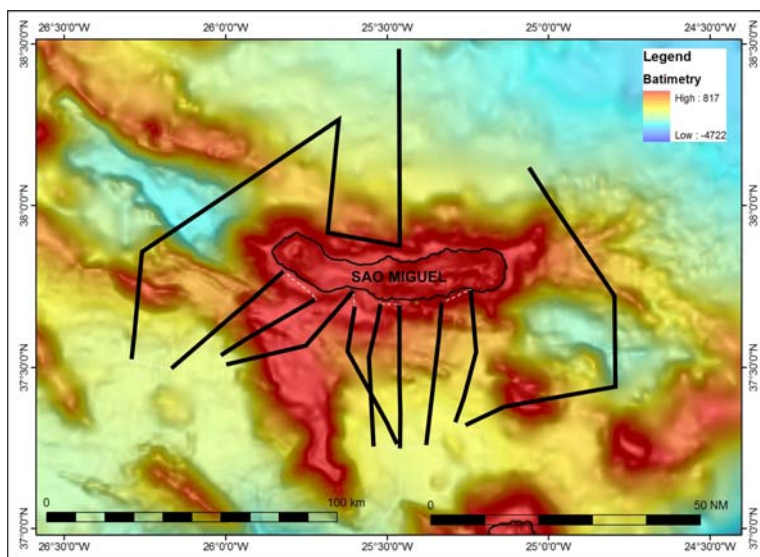 26°30'0"W 26°0'0"W 25°30'0"W 25°0'0"W 24°30'0"W
38°30'0"N
38°30'0"N
Legend
Batimetry
High : 817
Low : -4722
38°0'0"N
38°0'0"N
SAO MIGUEL
37°30'0"N
37°30'0"N
0 100 km
0 50 NM
37°0'0"N
37°0'0"N
26°30'0"W 26°0'0"W 25°30'0"W 25°0'0"W 24°30'0"W